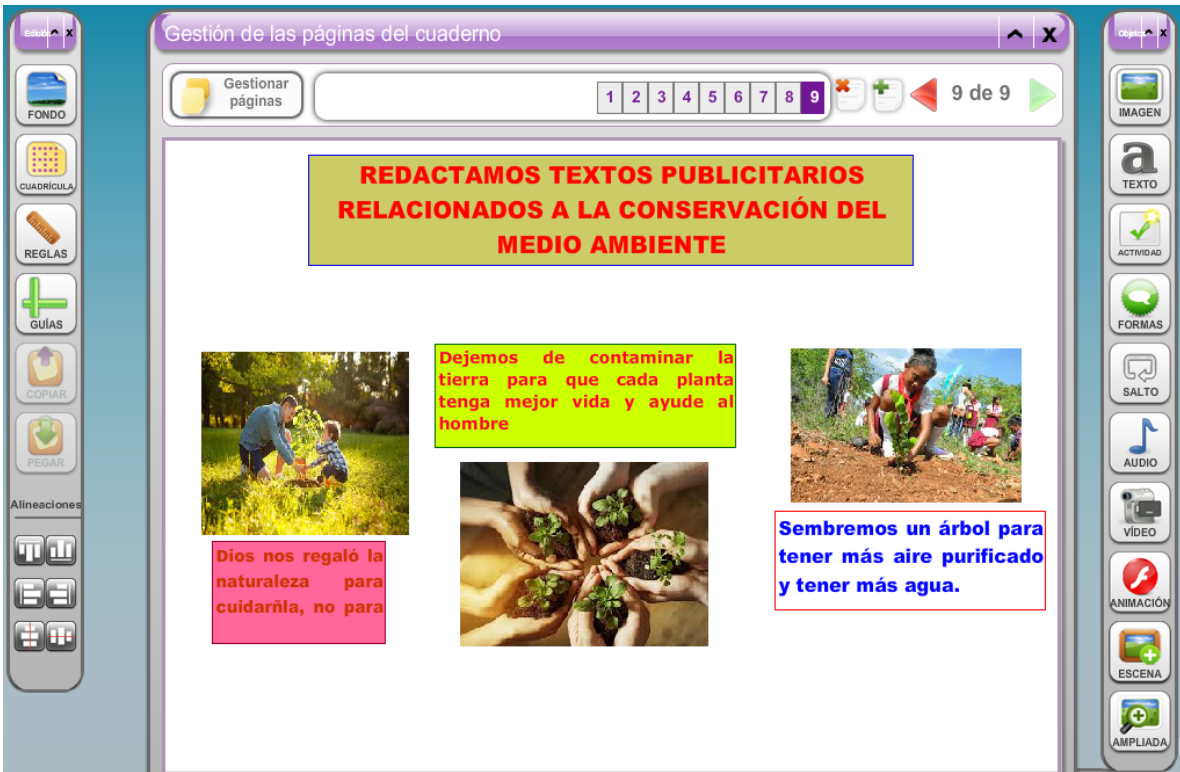 Edición
Gestión de las páginas del cuaderno
X
Objetos
X
Gestionar
páginas
1 2 3 4 5 6 7 8 9
9 de 9
FONDO
CUADRÍCULA
REGLAS
GUÍAS
COPIAR
PEGAR
Alineaciones
REDACTAMOS TEXTOS PUBLICITARIOS
RELACIONADOS A LA CONSERVACIÓN DEL
MEDIO AMBIENTE
Dejemos de contaminar la
tierra para que cada planta
tenga mejor vida y ayude al
hombre
Dios nos regaló la
naturaleza para
cuidarñla, no para
Sembremos un árbol para
tener más aire purificado
y tener más agua.
IMAGEN
TEXTO
ACTIVIDAD
FORMAS
SALTO
AUDIO
VÍDEO
ANIMACIÓN
ESCENA
AMPLIADA